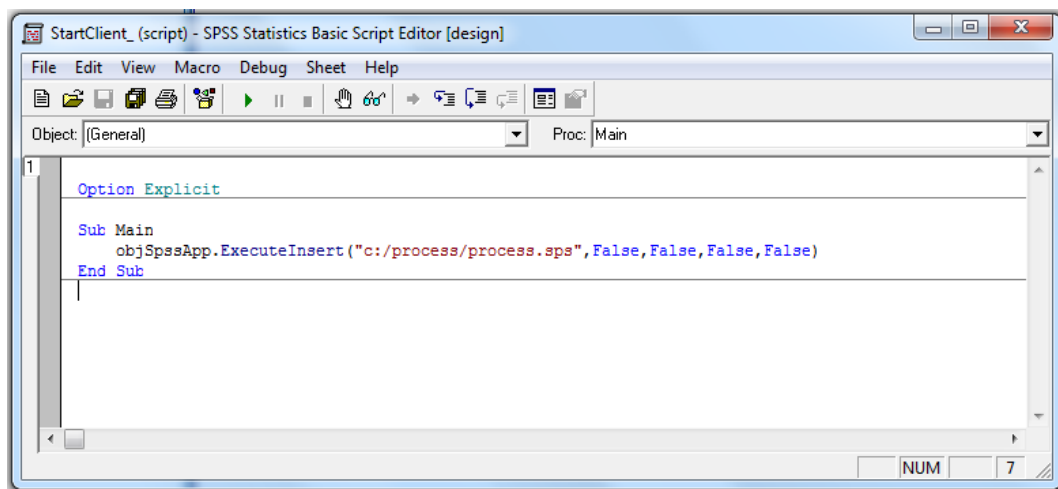 StartClient_ (script) - SPSS Statistics Basic Script Editor [design]
File Edit View Macro Debug Sheet Help
Object: (General) Proc: Main
1
Option Explicit
Sub Main
objSpssApp.ExecuteInsert("c:/process/process.sps",False,False,False,False)
End Sub
NUM 7